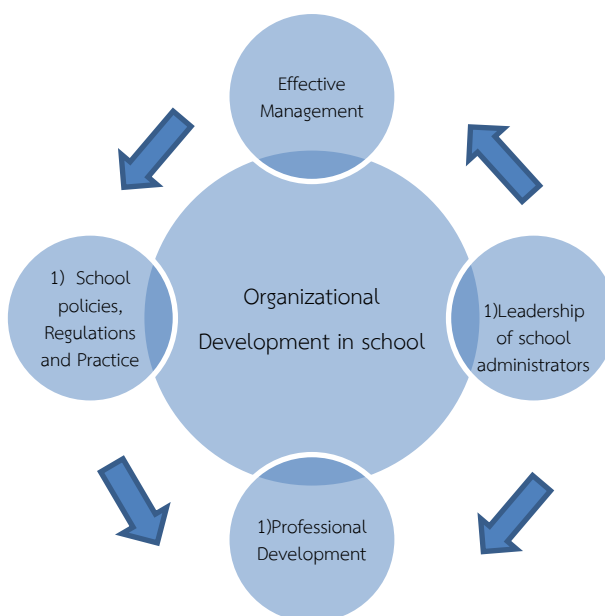 Effective
Management
1) School
policies,
Regulations
and Practice
Organizational
Development in school
1)Leadership
of school
administrators
1)Professional
Development